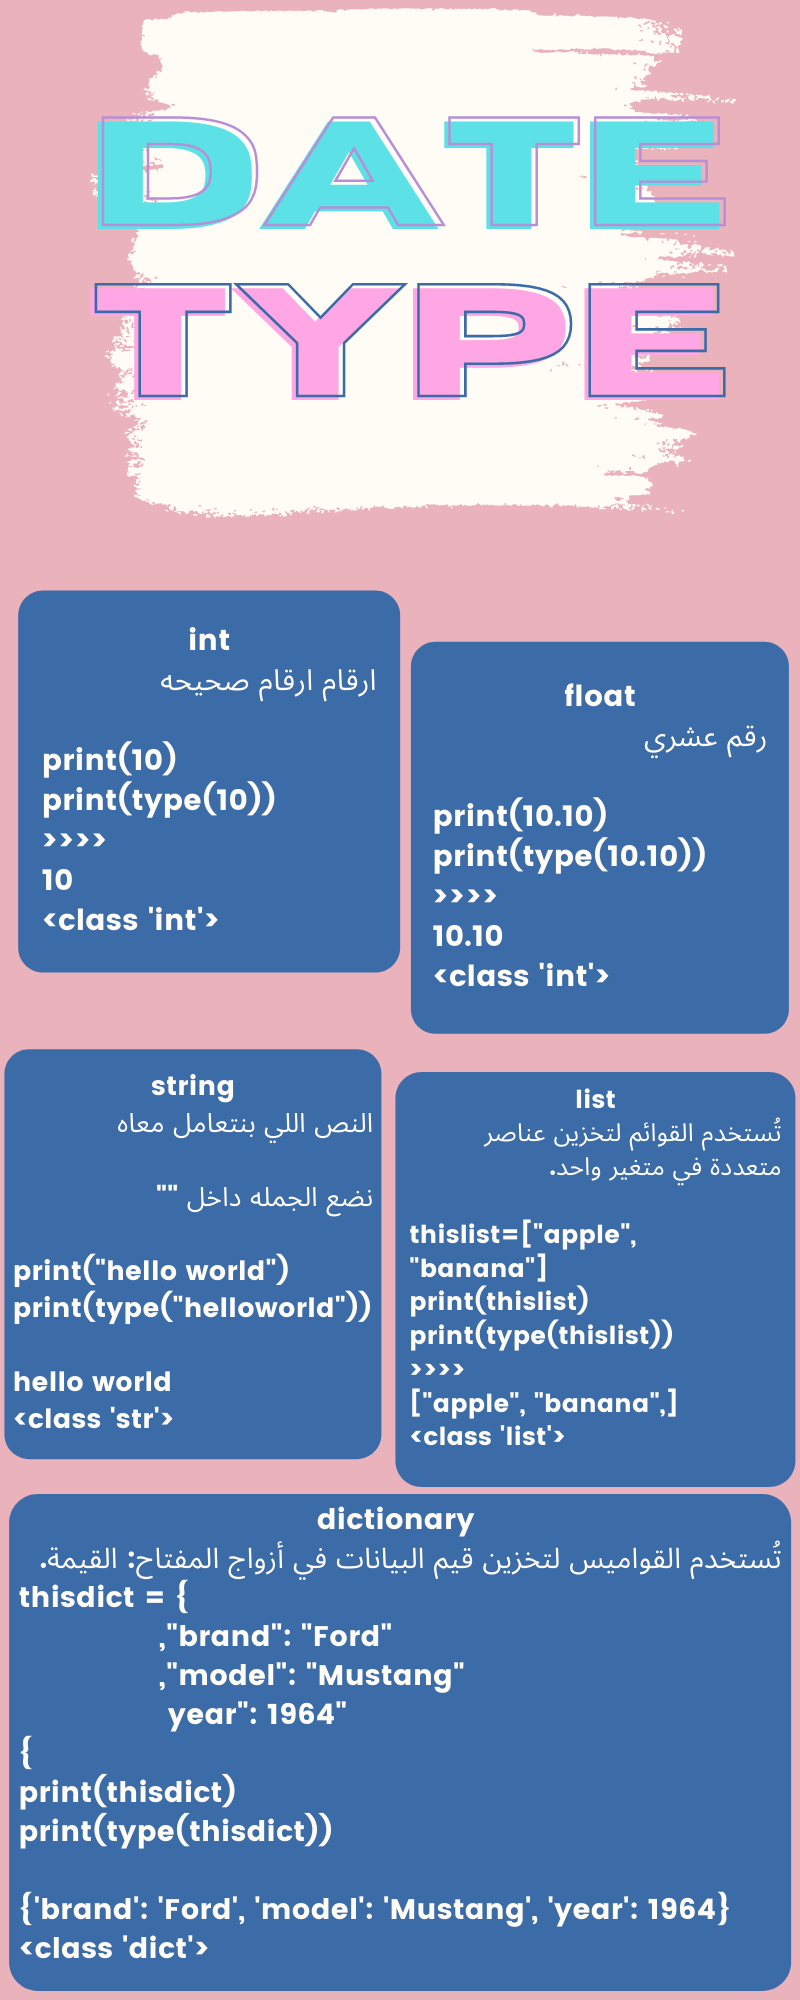 DATE
TYPE
int
ارقام ارقام صحيحه
print(10)
print(type(10))
>>>>
10
<class 'int'>
float
رقم عشري
print(10.10)
print(type(10.10))
>>>>
10.10
<class 'int'>
string
النص اللي بنتعامل معاه
نضع الجمله داخل ""
print("hello world")
print(type("helloworld"))
hello world
<class 'str'>
list
تُستخدم القوائم لتخزين عناصر
متعددة في متغير واحد.
thislist=["apple",
"banana"]
print(thislist)
print(type(thislist))
>>>>
["apple", "banana",]
<class 'list'>
dictionary
تُستخدم القواميس لتخزين قيم البيانات في أزواج المفتاح: القيمة.
thisdict = {
,"brand": "Ford"
,"model": "Mustang"
year": 1964"
{
print(thisdict)
print(type(thisdict))
{'brand': 'Ford', 'model': 'Mustang', 'year': 1964}
<class 'dict'>